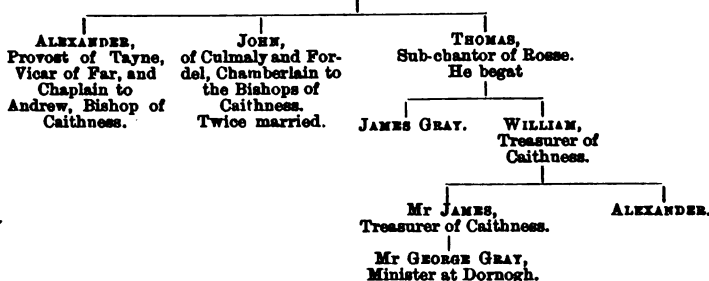 ALEXANDER,
Provost of Tayne,
Vicar of Far, and
Chaplain to
Andrew, Bishop of
Caithness.
JOHN,
of Culmaly and For-
del, Chamberlain to
the Bishops of
Caithness.
Twice married.
THOMAS,
Sub-chantor of Rosse.
He begat
JAMES GRAY.
WILLIAM,
Treasurer of
Caithness.
Mr JAMES,
Treasurer of Caithness.
ALEXANDER.
Mr GEORGE GRAY,
Minister at Dornogh.